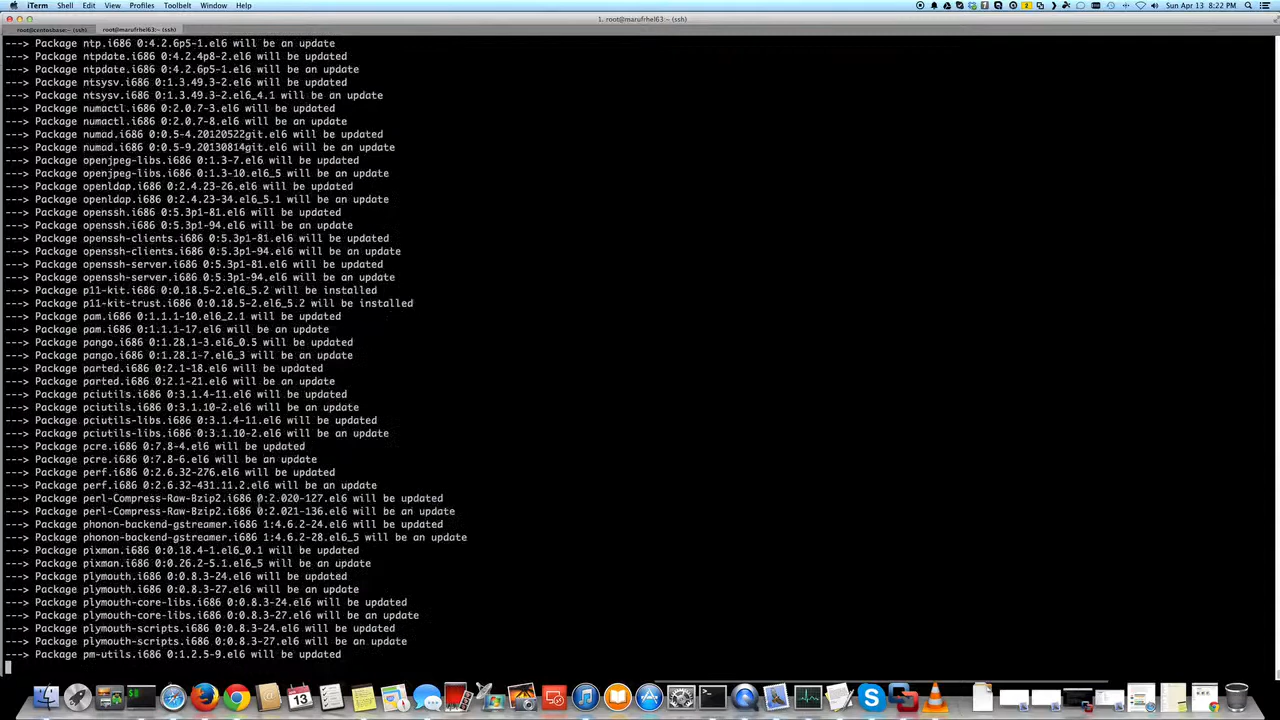 iTerm Shell Edit View Profiles Toolbelt Window Help
2 Sun Apr 13 8:22 PM
1. root@marufrhel63:~ (ssh)
root@centosbase:~ (ssh) root@marufrhel63:~ (ssh)
---> Package ntp.i686 0:4.2.6p5-1.el6 will be an update
---> Package ntpdate.i686 0:4.2.4p8-2.el6 will be updated
---> Package ntpdate.i686 0:4.2.6p5-1.el6 will be an update
---> Package ntsysv.i686 0:1.3.49.3-2.el6 will be updated
---> Package ntsysv.i686 0:1.3.49.3-2.el6_4.1 will be an update
---> Package numactl.i686 0:2.0.7-3.el6 will be updated
---> Package numactl.i686 0:2.0.7-8.el6 will be an update
---> Package numad.i686 0:0.5-4.20120522git.el6 will be updated
---> Package numad.i686 0:0.5-9.20130814git.el6 will be an update
---> Package openjpeg-libs.i686 0:1.3-7.el6 will be updated
---> Package openjpeg-libs.i686 0:1.3-10.el6_5 will be an update
---> Package openldap.i686 0:2.4.23-26.el6 will be updated
---> Package openldap.i686 0:2.4.23-34.el6_5.1 will be an update
---> Package openssh.i686 0:5.3p1-81.el6 will be updated
---> Package openssh.i686 0:5.3p1-94.el6 will be an update
---> Package openssh-clients.i686 0:5.3p1-81.el6 will be updated
---> Package openssh-clients.i686 0:5.3p1-94.el6 will be an update
---> Package openssh-server.i686 0:5.3p1-81.el6 will be updated
---> Package openssh-server.i686 0:5.3p1-94.el6 will be an update
---> Package p11-kit.i686 0:0.18.5-2.el6_5.2 will be installed
---> Package p11-kit-trust.i686 0:0.18.5-2.el6_5.2 will be installed
---> Package pam.i686 0:1.1.1-10.el6_2.1 will be updated
---> Package pam.i686 0:1.1.1-17.el6 will be an update
---> Package pango.i686 0:1.28.1-3.el6_0.5 will be updated
---> Package pango.i686 0:1.28.1-7.el6_3 will be an update
---> Package parted.i686 0:2.1-18.el6 will be updated
---> Package parted.i686 0:2.1-21.el6 will be an update
---> Package pciutils.i686 0:3.1.4-11.el6 will be updated
---> Package pciutils.i686 0:3.1.10-2.el6 will be an update
---> Package pciutils-libs.i686 0:3.1.4-11.el6 will be updated
---> Package pciutils-libs.i686 0:3.1.10-2.el6 will be an update
---> Package pcre.i686 0:7.8-4.el6 will be updated
---> Package pcre.i686 0:7.8-6.el6 will be an update
---> Package perf.i686 0:2.6.32-276.el6 will be updated
---> Package perf.i686 0:2.6.32-431.11.2.el6 will be an update
---> Package perl-Compress-Raw-Bzip2.i686 0:2.020-127.el6 will be updated
---> Package perl-Compress-Raw-Bzip2.i686 0:2.021-136.el6 will be an update
---> Package phonon-backend-gstreamer.i686 1:4.6.2-24.el6 will be updated
---> Package phonon-backend-gstreamer.i686 1:4.6.2-28.el6_5 will be an update
---> Package pixman.i686 0:0.18.4-1.el6_0.1 will be updated
---> Package pixman.i686 0:0.26.2-5.1.el6_5 will be an update
---> Package plymouth.i686 0:0.8.3-24.el6 will be updated
---> Package plymouth.i686 0:0.8.3-27.el6 will be an update
---> Package plymouth-core-libs.i686 0:0.8.3-24.el6 will be updated
---> Package plymouth-core-libs.i686 0:0.8.3-27.el6 will be an update
---> Package plymouth-scripts.i686 0:0.8.3-24.el6 will be updated
---> Package plymouth-scripts.i686 0:0.8.3-27.el6 will be an update
---> Package pm-utils.i686 0:1.2.5-9.el6 will be updated
13